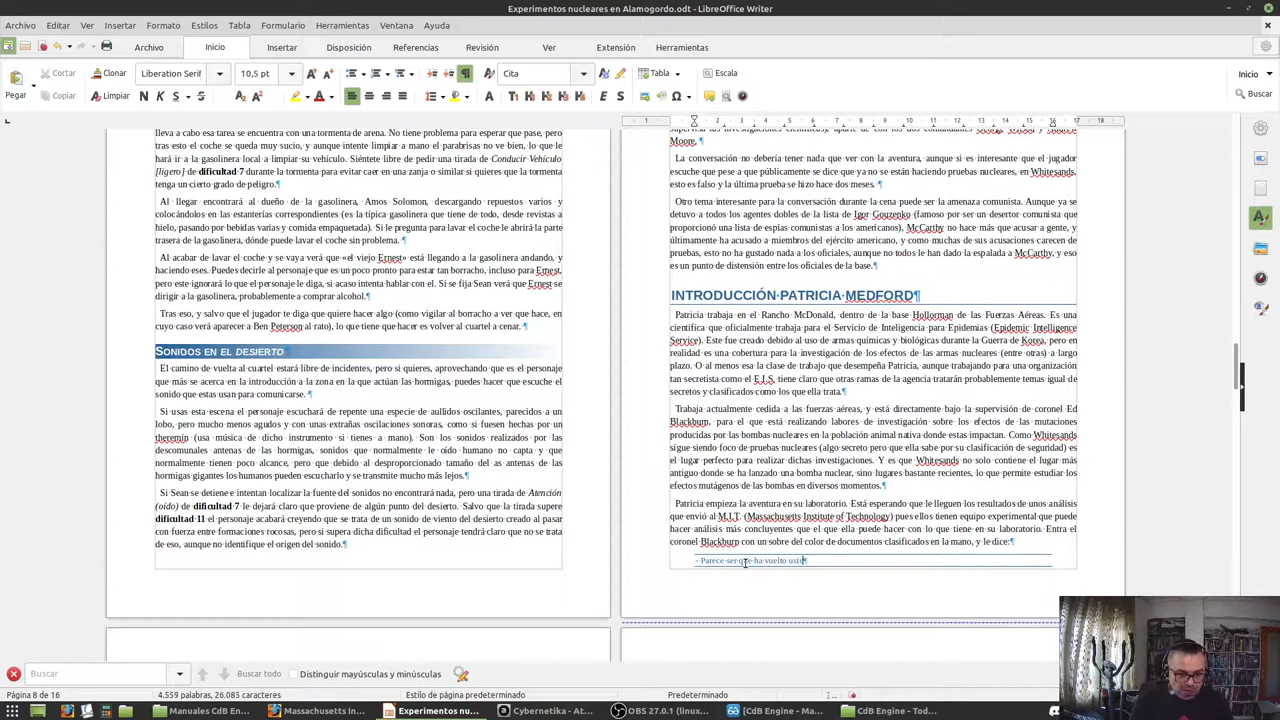 Experimentos nucleares en Alamogordo.odt - LibreOffice Writer
Archivo Editar Ver Insertar Formato Estilos Tabla Formulario Herramientas Ventana Ayuda
Archivo Inicio Insertar Disposición Referencias Revisión Ver Extensión Herramientas
Pegar
Cortar
Copiar
Clonar
Limpiar
Liberation Serif
10,5 pt
Cita
Tabla
Escala
Inicio
Buscar
lleva a cabo esa tarea se encuentra con una tormenta de arena. No tiene problema para esperar que pase, pero
tras esto el coche se queda muy sucio, y aunque intente limpiar a mano el parabrisas no ve bien, lo que le
hará ir a la gasolinera local a limpiar su vehículo. Siéntete libre de pedir una tirada de Conducir Vehículo
[ligero] de dificultad 7 durante la tormenta para evitar caer en una zanja o similar si quieres que la tormenta
tenga un cierto grado de peligro.¶
Al llegar encontrará al dueño de la gasolinera, Amos Solomon, descargando repuestos varios y
colocándolos en las estanterías correspondientes (es la típica gasolinera que tiene de todo, desde revistas a
hielo, pasando por bebidas varias y comida empaquetada). Si le pregunta para lavar el coche le abrirá la parte
trasera de la gasolinera, dónde puede lavar el coche sin problema. ¶
Al acabar de lavar el coche y se vaya verá que «el viejo Ernest» está llegando a la gasolinera andando, y
haciendo eses. Puedes decirle al personaje que es un poco pronto para estar tan borracho, incluso para Ernest,
pero este ignorará lo que el personaje le diga, si acaso intenta hablar con el. Si se fija Sean verá que Ernest se
dirigir a la gasolinera, probablemente a comprar alcohol.¶
Tras eso, y salvo que el jugador te diga que quiere hacer algo (como vigilar al borracho a ver que hace, en
cuyo caso verá aparecer a Ben Peterson al rato), lo que tiene que hacer es volver al cuartel a cenar. ¶
SONIDOS EN EL DESIERTO¶
El camino de vuelta al cuartel estará libre de incidentes, pero si quieres, aprovechando que es el personaje
que más se acerca en la introducción a la zona en la que actúan las hormigas, puedes hacer que escuche el
sonido que estas usan para comunicarse. ¶
Si usas esta escena el personaje escuchará de repente una especie de aullidos oscilantes, parecidos a un
lobo, pero mucho menos agudos y con unas extrañas oscilaciones sonoras, como si fuesen hechas por un
theremín (usa música de dicho instrumento si tienes a mano). Son los sonidos realizados por las
descomunales antenas de las hormigas, sonidos que normalmente le oído humano no capta y que
normalmente tienen poco alcance, pero que debido al desproporcionado tamaño del as antenas de las
hormigas gigantes los humanos pueden escucharlo y se transmite mucho más lejos.¶
Si Sean se detiene e intentan localizar la fuente del sonidos no encontrará nada, pero una tirada de Atención
(oído) de dificultad 7 le dejará claro que proviene de algún punto del desierto. Salvo que la tirada supere
dificultad 11 el personaje acabará creyendo que se trata de un sonido de viento del desierto creado al pasar
con fuerza entre formaciones rocosas, pero si supera dicha dificultad el personaje tendrá claro que no se trata
de eso, aunque no identifique el origen del sonido.¶
Moore. ¶
La conversación no debería tener nada que ver con la aventura, aunque si es interesante que el jugador
escuche que pese a que públicamente se dice que ya no se están haciendo pruebas nucleares, en Whitesands,
esto es falso y la última prueba se hizo hace dos meses. ¶
Otro tema interesante para la conversación durante la cena puede ser la amenaza comunista. Aunque ya se
detuvo a todos los agentes dobles de la lista de Igor Gouzenko (famoso por ser un desertor comunista que
proporcionó una lista de espías comunistas a los americanos), McCarthy no hace más que acusar a gente, y
últimamente ha acusado a miembros del ejército americano, y como muchas de sus acusaciones carecen de
pruebas, esto no ha gustado nada a los oficiales, aunque no todos le han dado la espalada a McCarthy, y eso
es un punto de distensión entre los oficiales de la base.¶
INTRODUCCIÓN·PATRICIA·MEDFORD¶
Patricia trabaja en el Rancho McDonald, dentro de la base Hollorman de las Fuerzas Aéreas. Es una
científica que oficialmente trabaja para el Servicio de Inteligencia para Epidemias (Epidemic Intelligence
Service). Este fue creado debido al uso de armas químicas y biológicas durante la Guerra de Korea, pero en
realidad es una cobertura para la investigación de los efectos de las armas nucleares (entre otras) a largo
plazo. O al menos esa la clase de trabajo que desempeña Patricia, aunque trabajando para una organización
tan secretista como el E.I.S. tiene claro que otras ramas de la agencia tratarán probablemente temas igual de
secretos y clasificados como los que ella trata.¶
Trabaja actualmente cedida a las fuerzas aéreas, y está directamente bajo la supervisión de coronel Ed
Blackburn, para el que está realizando labores de investigación sobre los efectos de las mutaciones
producidas por las bombas nucleares en la población animal nativa donde estas impactan. Como Whitesands
sigue siendo foco de pruebas nucleares (algo secreto pero que ella sabe por su clasificación de seguridad) es
el lugar perfecto para realizar dichas investigaciones. Y es que Whitesands no solo contiene el lugar más
antiguo donde se ha lanzado una bomba nuclear, sino lugares bastante recientes, lo que permite estudiar los
efectos mutágenos de las bombas en diversos momentos.¶
Patricia empieza la aventura en su laboratorio. Está esperando que le lleguen los resultados de unos análisis
que envió al M.I.T. (Massachusetts Institute of Technology) pues ellos tienen equipo experimental que puede
hacer análisis más concluyentes que el que ella puede hacer con lo que tiene en su laboratorio. Entra el
coronel Blackburn con un sobre del color de documentos clasificados en la mano, y le dice:¶
- Parece ser que ha vuelto uste¶
Buscar
Buscar todo
Distinguir mayúsculas y minúsculas
Página 8 de 16
4.559 palabras, 26.085 caracteres
Estilo de página predeterminado
Predeterminado
Manuales CdB En...
Massachusetts In...
Experimentos nu...
Cybernetika - At...
OBS 27.0.1 (linux...
[CdB Engine - Ma...
CdB Engine - Tod...